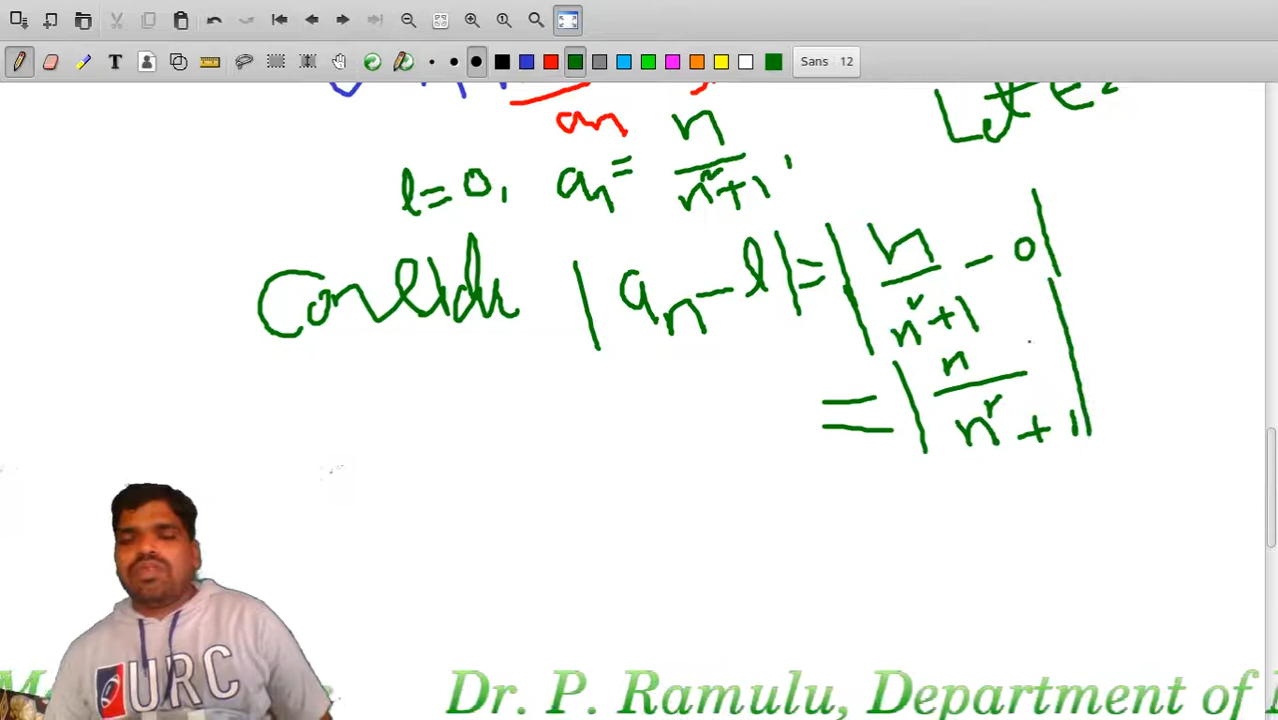 Sans 12
an
Let ε
l=0, an = n/(n²+1),
Consider |an - l| = |n/(n²+1) - 0|
= |n/(n²+1)|
URC
Dr. P. Ramulu, Department of